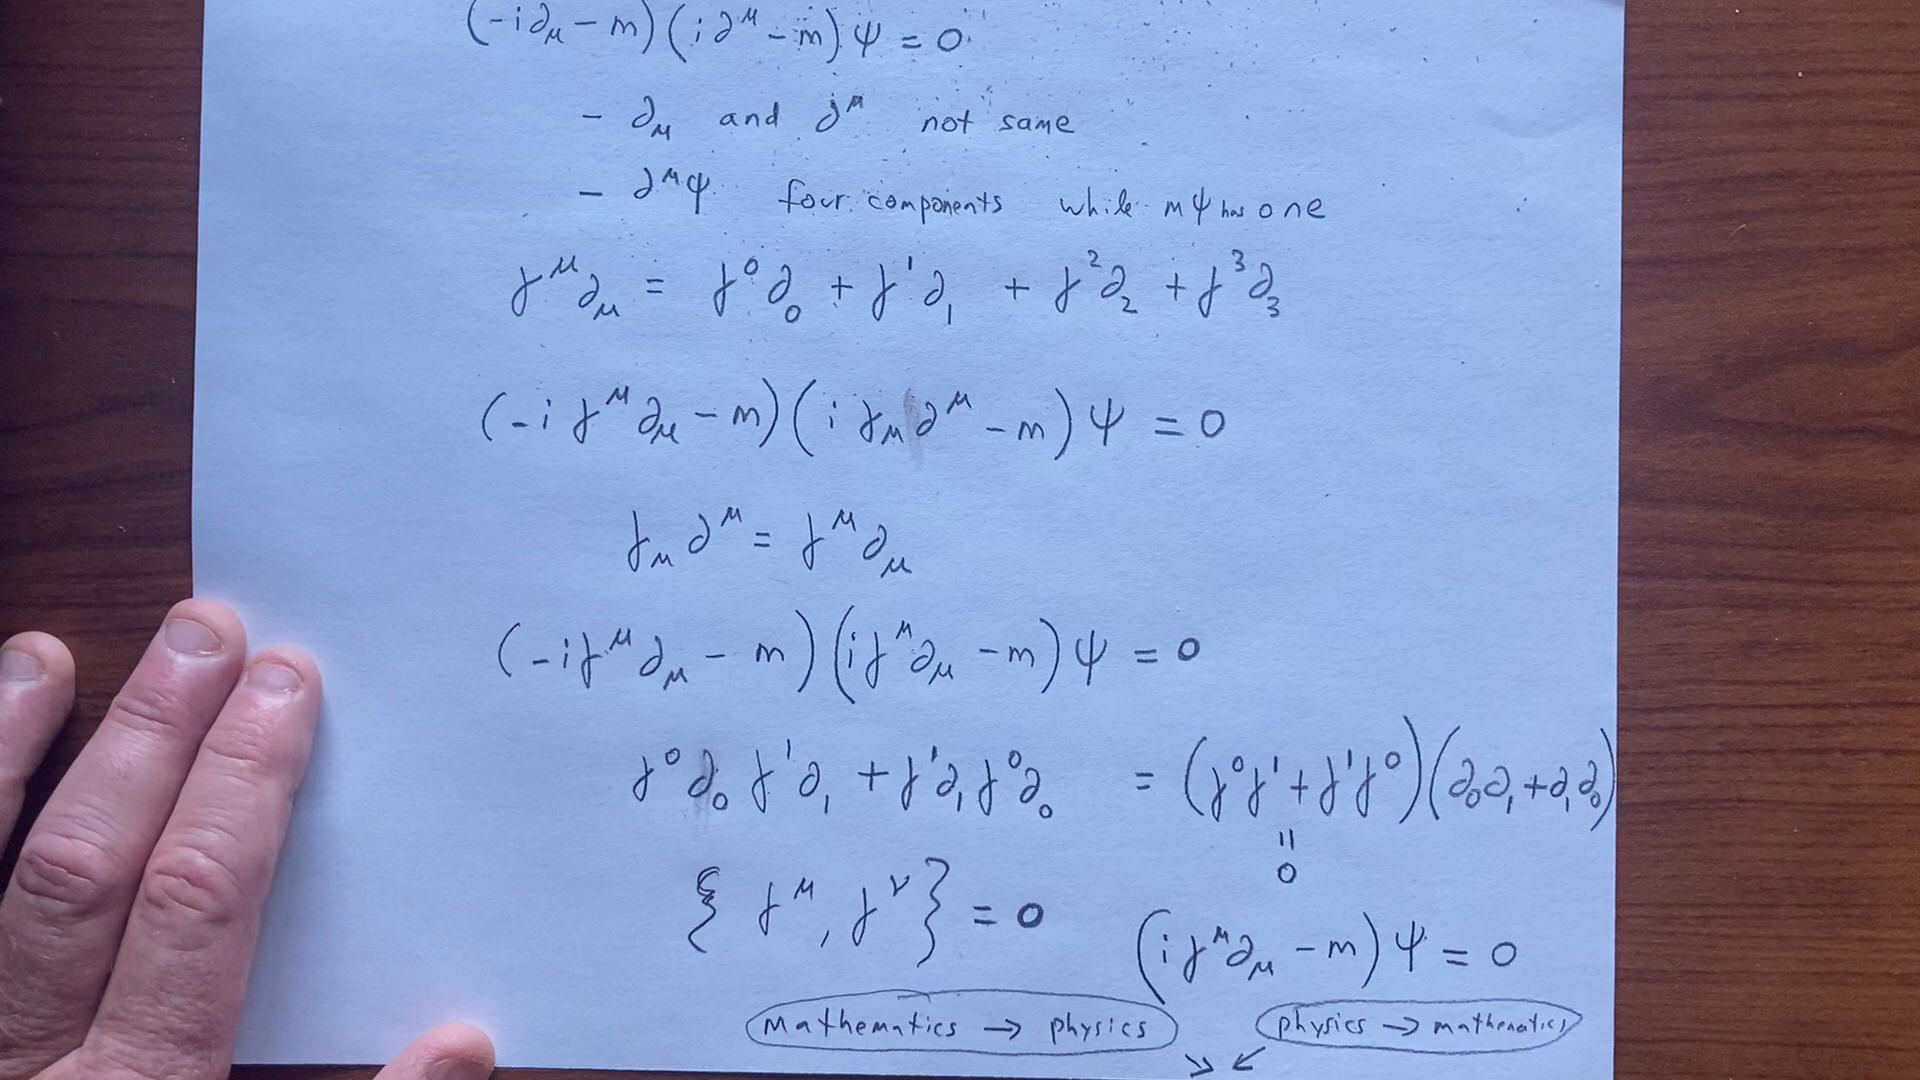 (-i∂_μ - m)(i∂^μ - m)ψ = 0
- ∂_μ and ∂^μ not same
- ∂^μψ four components while mψ has one
γ^μ∂_μ = γ^0∂_0 + γ^1∂_1 + γ^2∂_2 + γ^3∂_3
(-iγ^μ∂_μ - m)(iγ_μ∂^μ - m)ψ = 0
γ_μ∂^μ = γ^μ∂_μ
(-iγ^μ∂_μ - m)(iγ^μ∂_μ - m)ψ = 0
γ^0∂_0γ^1∂_1 + γ^1∂_1γ^0∂_0 = (γ^0γ^1 + γ^1γ^0)(∂_0∂_1 + ∂_1∂_0)
= 0
{γ^μ, γ^ν} = 0
(iγ^μ∂_μ - m)ψ = 0
Mathematics → physics
physics → mathematics